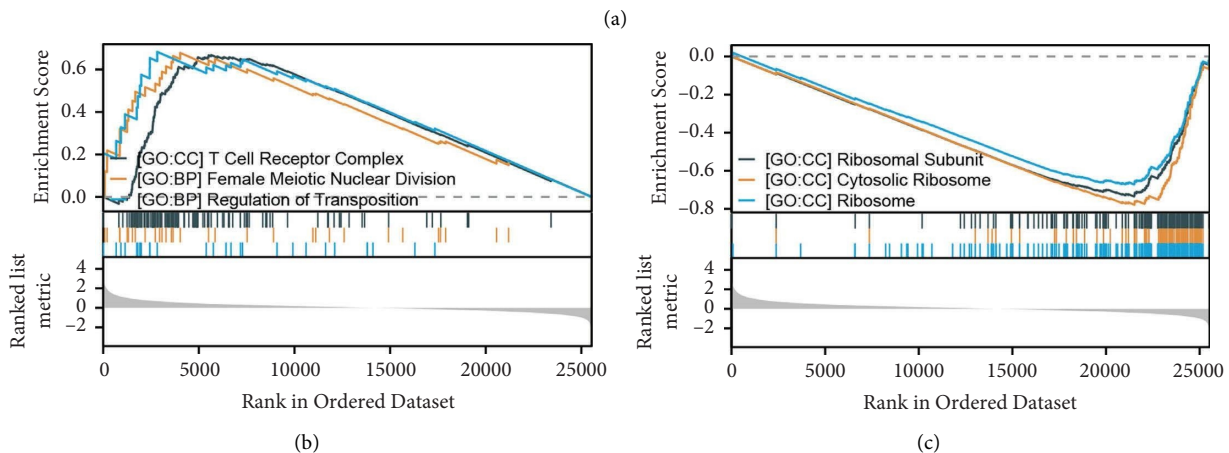 (a)
Enrichment Score
0.6
0.4
0.2
0.0
[GO:CC] T Cell Receptor Complex
[GO:BP] Female Meiotic Nuclear Division
[GO:BP] Regulation of Transposition
Ranked list
metric
4
2
0
−2
0
5000
10000
15000
20000
25000
Rank in Ordered Dataset
(b)
Enrichment Score
0.0
−0.2
−0.4
−0.6
−0.8
[GO:CC] Ribosomal Subunit
[GO:CC] Cytosolic Ribosome
[GO:CC] Ribosome
Ranked list
metric
4
2
0
−2
0
5000
10000
15000
20000
25000
Rank in Ordered Dataset
(c)